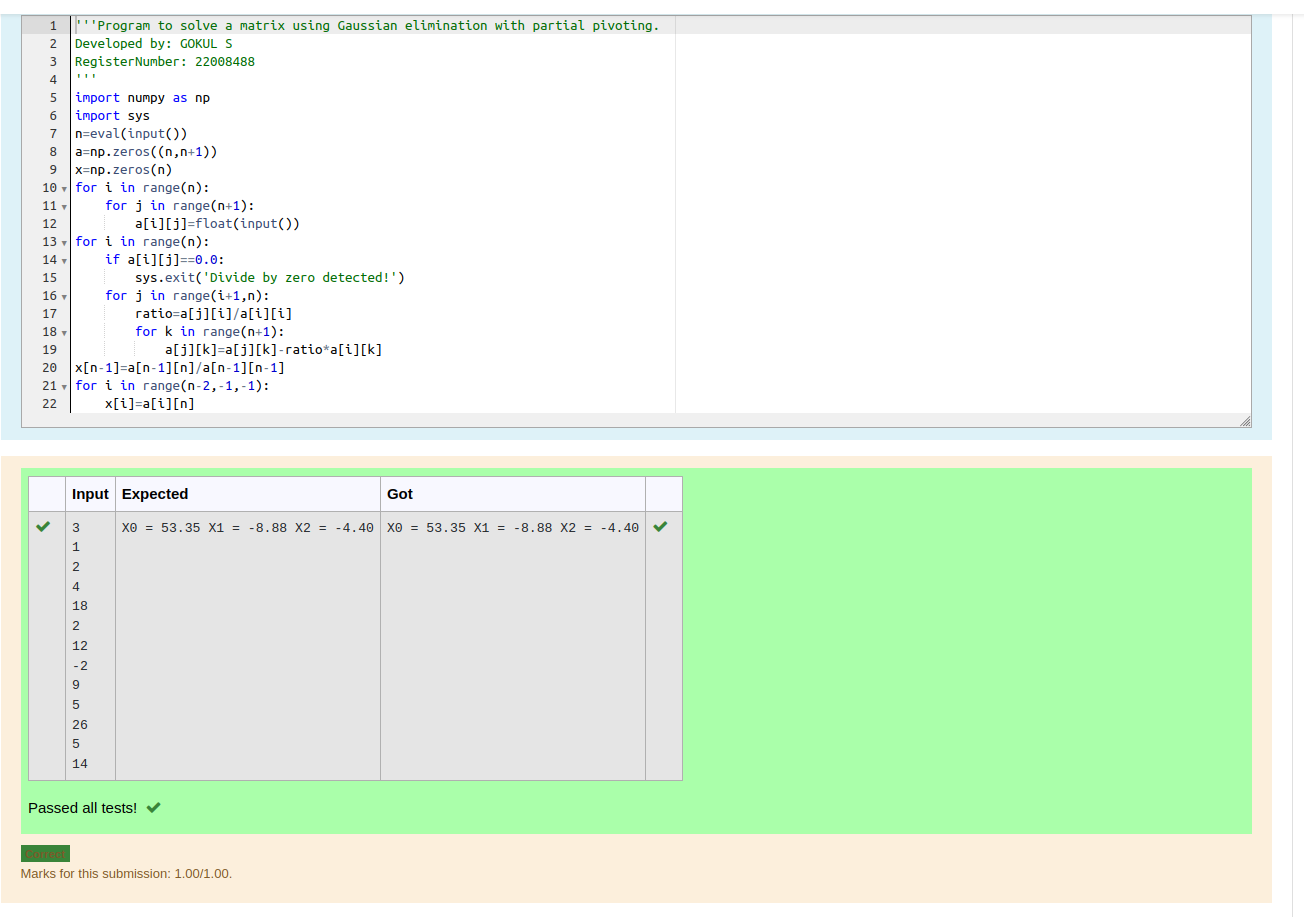 1 '''Program to solve a matrix using Gaussian elimination with partial pivoting.
2 Developed by: GOKUL S
3 RegisterNumber: 22008488
4 '''
5 import numpy as np
6 import sys
7 n=eval(input())
8 a=np.zeros((n,n+1))
9 x=np.zeros(n)
10 for i in range(n):
11     for j in range(n+1):
12         a[i][j]=float(input())
13 for i in range(n):
14     if a[i][j]==0.0:
15         sys.exit('Divide by zero detected!')
16     for j in range(i+1,n):
17         ratio=a[j][i]/a[i][i]
18         for k in range(n+1):
19             a[j][k]=a[j][k]-ratio*a[i][k]
20 x[n-1]=a[n-1][n]/a[n-1][n-1]
21 for i in range(n-2,-1,-1):
22     x[i]=a[i][n]
Input Expected Got
3 X0 = 53.35 X1 = -8.88 X2 = -4.40 X0 = 53.35 X1 = -8.88 X2 = -4.40
1
2
4
18
2
12
-2
9
5
26
5
14
Passed all tests!
Correct
Marks for this submission: 1.00/1.00.